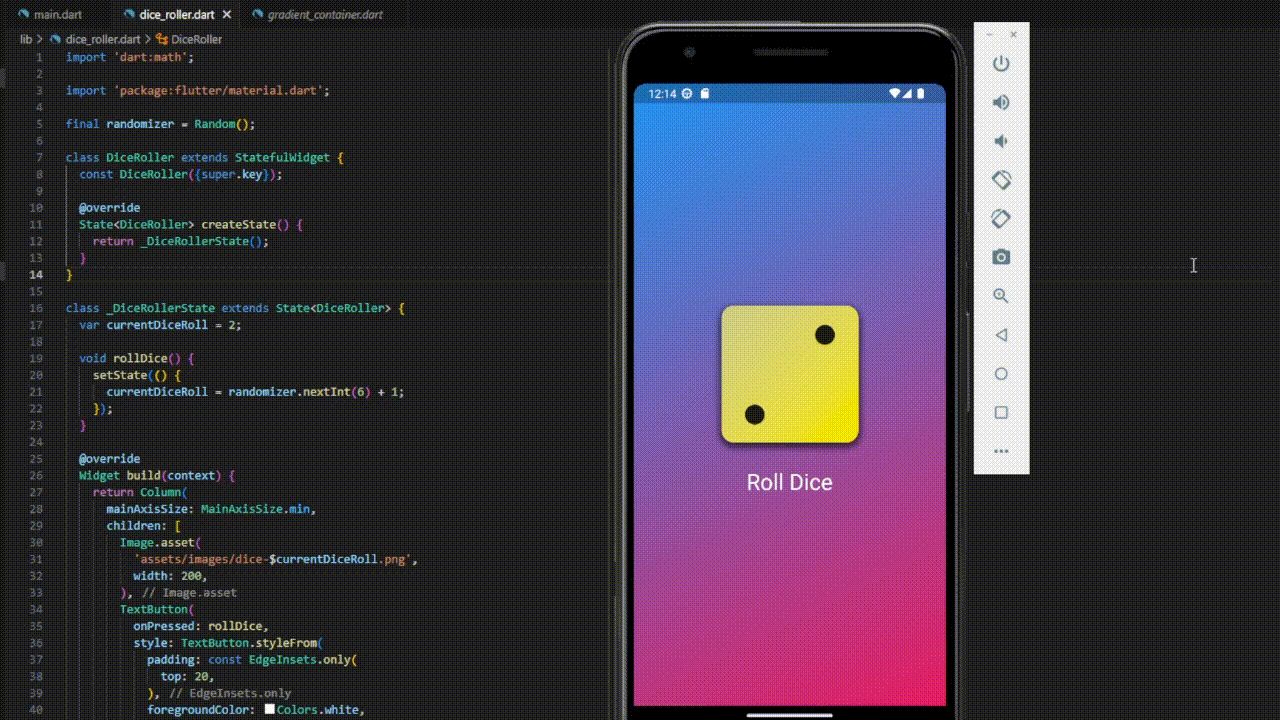 main.dart dice_roller.dart gradient_container.dart
lib > dice_roller.dart > DiceRoller
1 import 'dart:math';
2
3 import 'package:flutter/material.dart';
4
5 final randomizer = Random();
6
7 class DiceRoller extends StatefulWidget {
8 const DiceRoller({super.key});
9
10 @override
11 State<DiceRoller> createState() {
12 return _DiceRollerState();
13 }
14 }
15
16 class _DiceRollerState extends State<DiceRoller> {
17 var currentDiceRoll = 2;
18
19 void rollDice() {
20 setState(() {
21 currentDiceRoll = randomizer.nextInt(6) + 1;
22 });
23 }
24
25 @override
26 Widget build(context) {
27 return Column(
28 mainAxisSize: MainAxisSize.min,
29 children: [
30 Image.asset(
31 'assets/images/dice-$currentDiceRoll.png',
32 width: 200,
33 ), // Image.asset
34 TextButton(
35 onPressed: rollDice,
36 style: TextButton.styleFrom(
37 padding: const EdgeInsets.only(
38 top: 20,
39 ), // EdgeInsets.only
40 foregroundColor: Colors.white,
12:14
Roll Dice